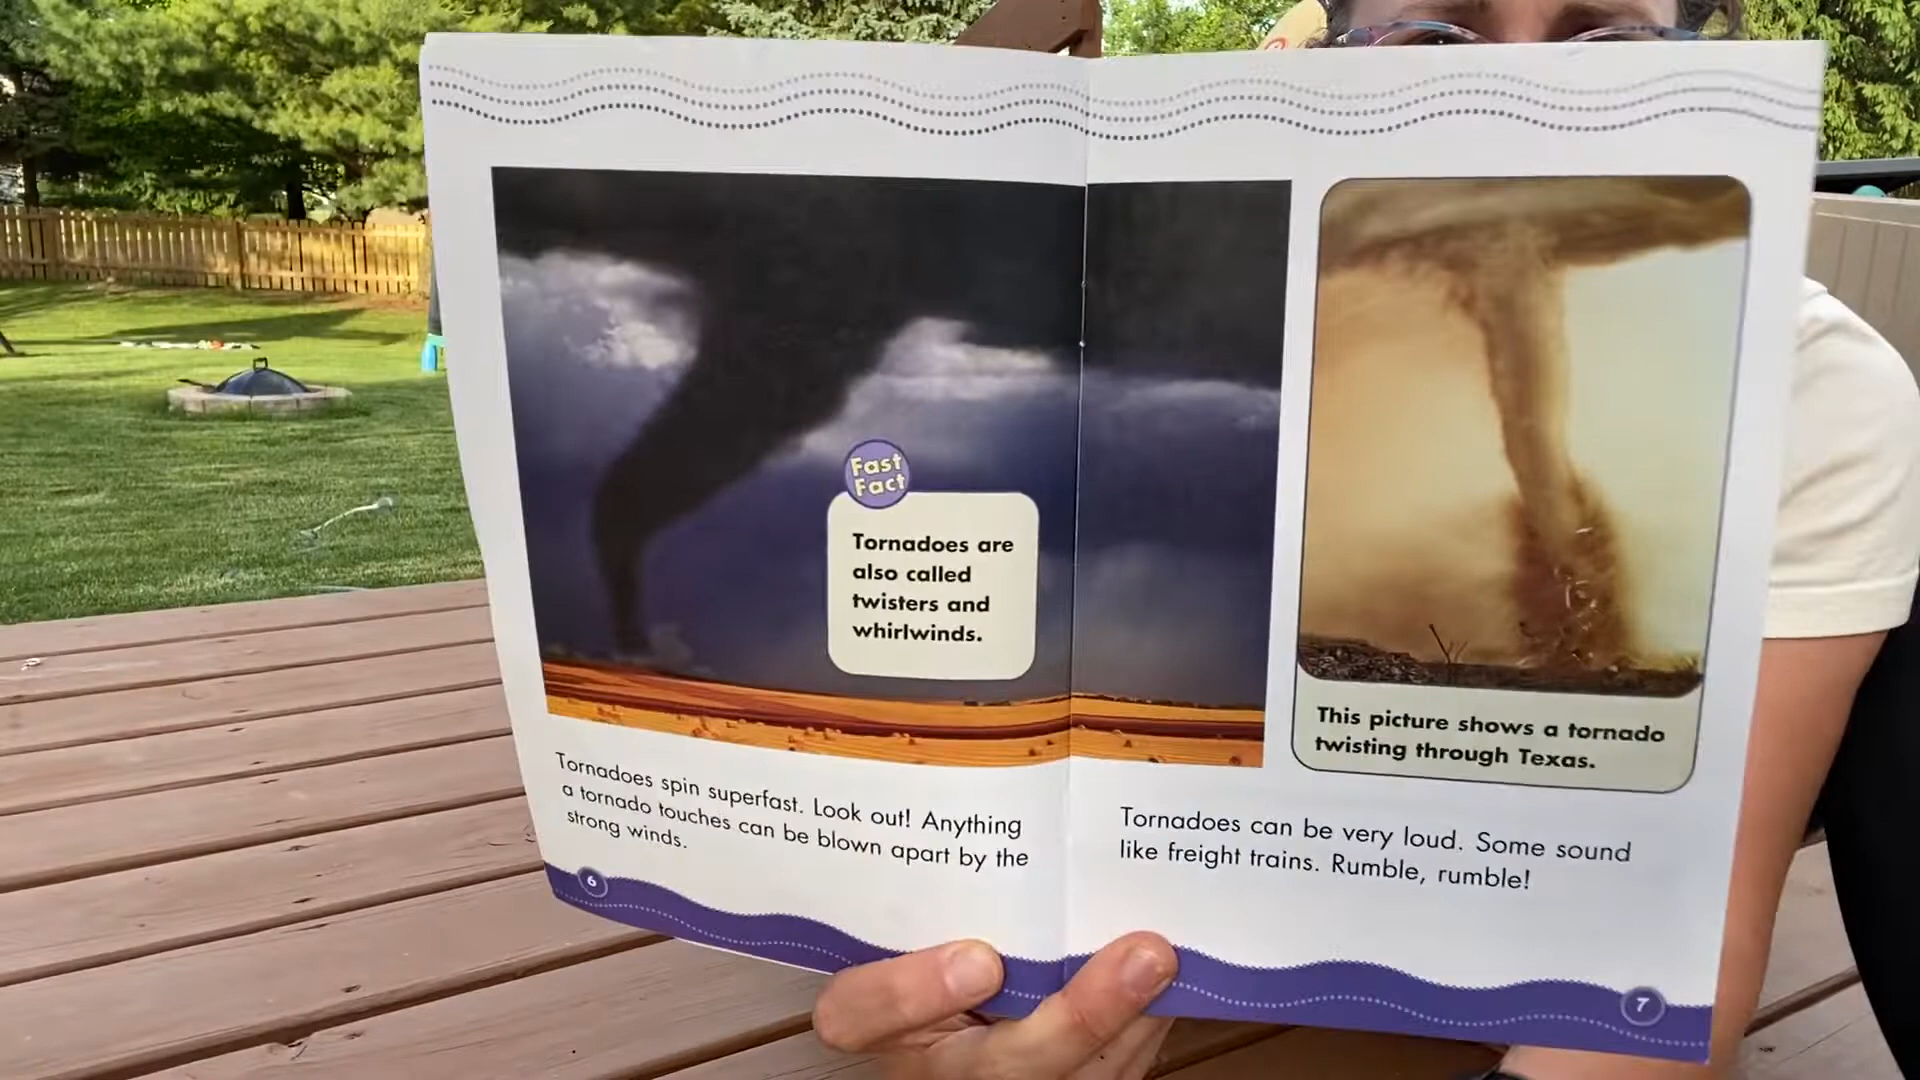 Fast
Fact
Tornadoes are
also called
twisters and
whirlwinds.
Tornadoes spin superfast. Look out! Anything
a tornado touches can be blown apart by the
strong winds.
6
This picture shows a tornado
twisting through Texas.
Tornadoes can be very loud. Some sound
like freight trains. Rumble, rumble!
7